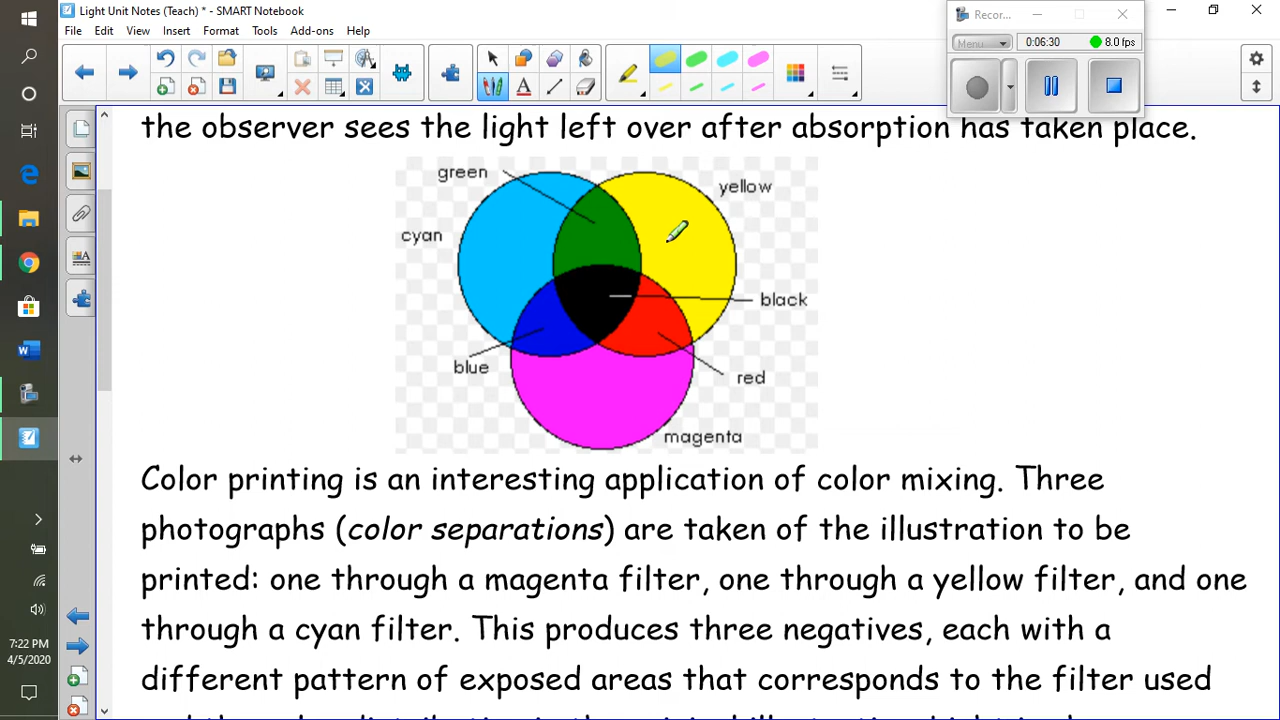 Light Unit Notes (Teach) * - SMART Notebook
Recor...
File Edit View Insert Format Tools Add-ons Help
Menu
0:06:30
8.0 fps
the observer sees the light left over after absorption has taken place.
green
yellow
cyan
black
blue
red
magenta
Color printing is an interesting application of color mixing. Three
photographs (color separations) are taken of the illustration to be
printed: one through a magenta filter, one through a yellow filter, and one
through a cyan filter. This produces three negatives, each with a
different pattern of exposed areas that corresponds to the filter used
7:22 PM
4/5/2020